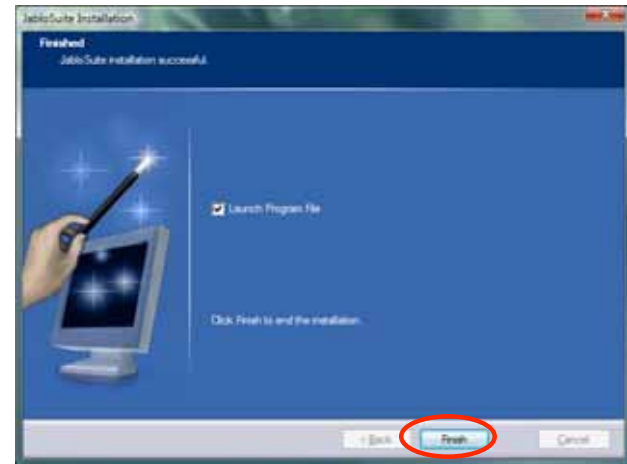 JabloSuite Installation
Finished
JabloSuite installation successful.
Launch Program File
Click Finish to end the installation.
< Back
Finish
Cancel